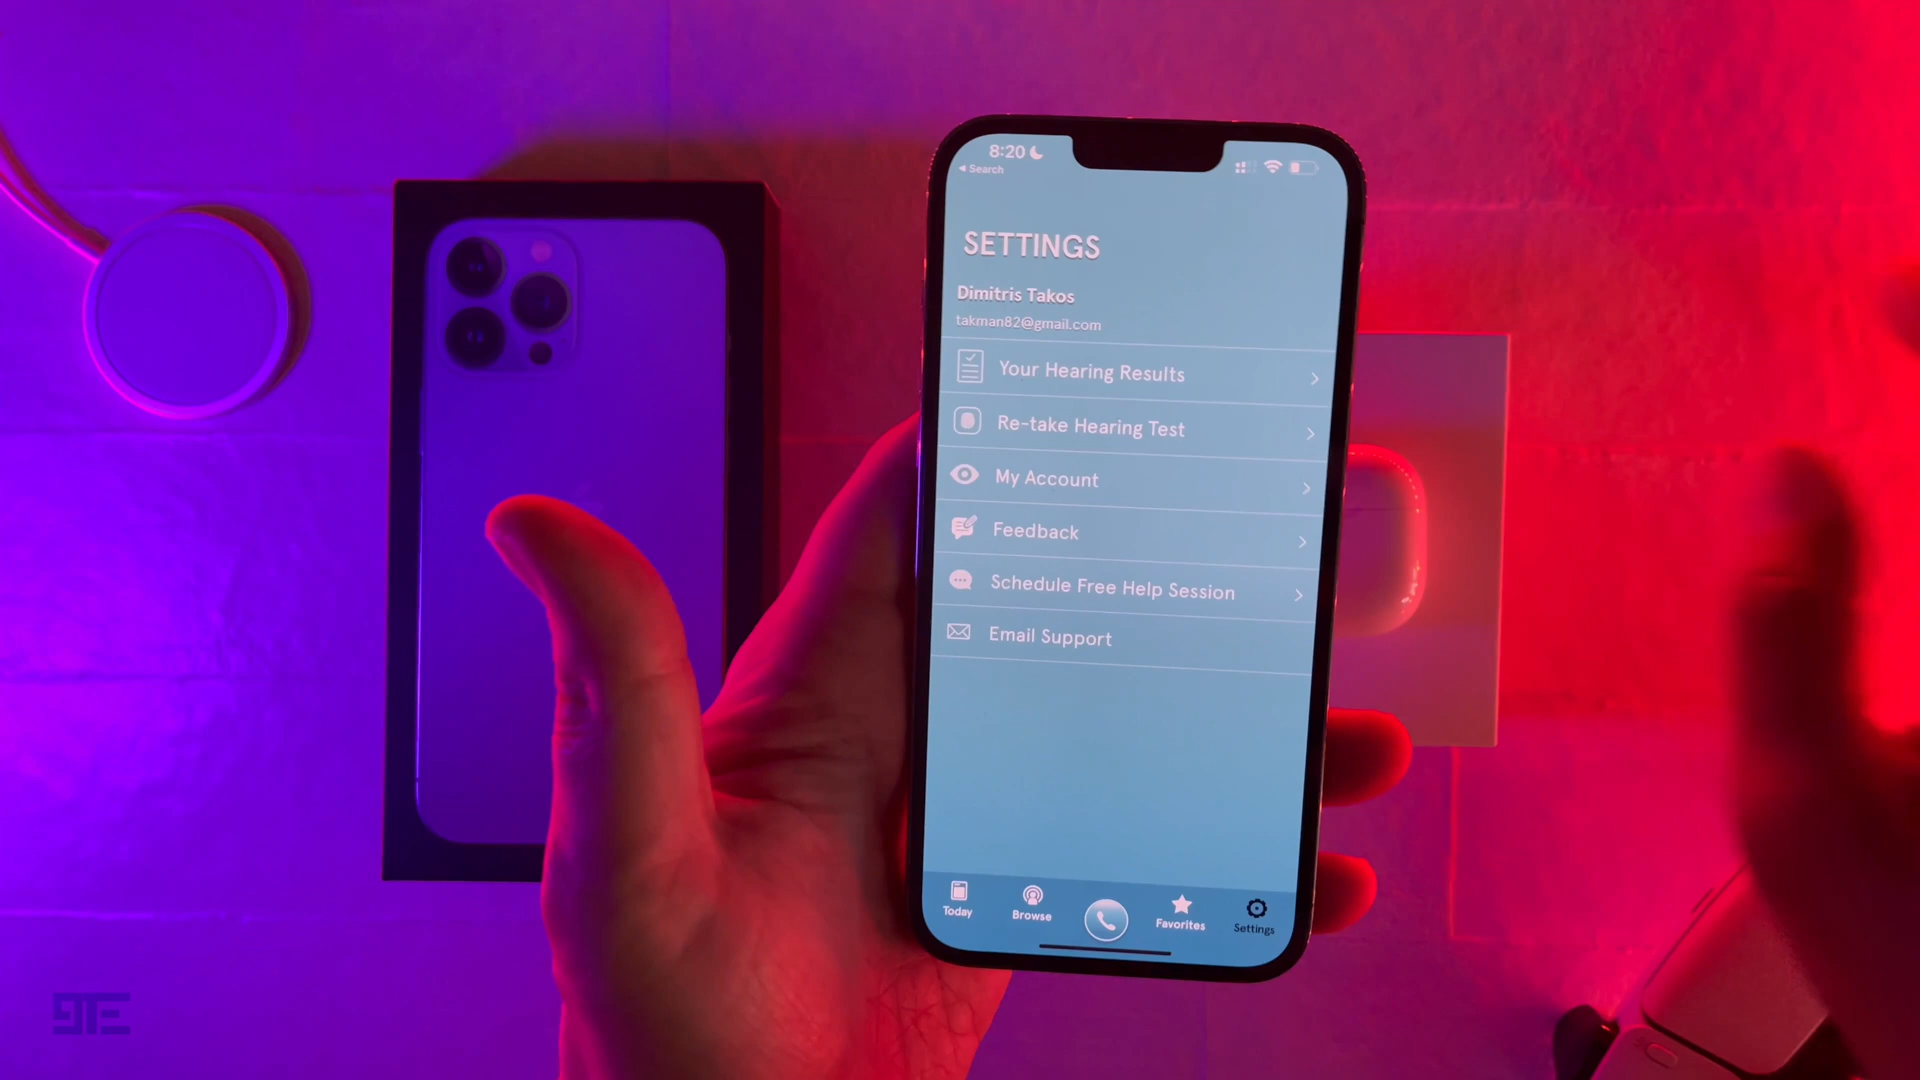 8:20
Search
SETTINGS
Dimitris Takos
takman82@gmail.com
Your Hearing Results
Re-take Hearing Test
My Account
Feedback
Schedule Free Help Session
Email Support
Today
Browse
Favorites
Settings